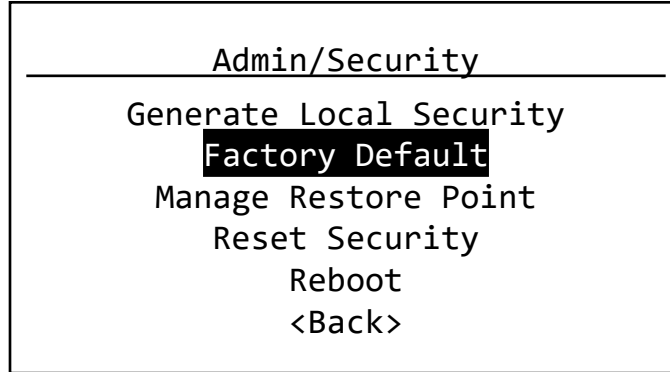 Admin/Security
Generate Local Security
Factory Default
Manage Restore Point
Reset Security
Reboot
<Back>